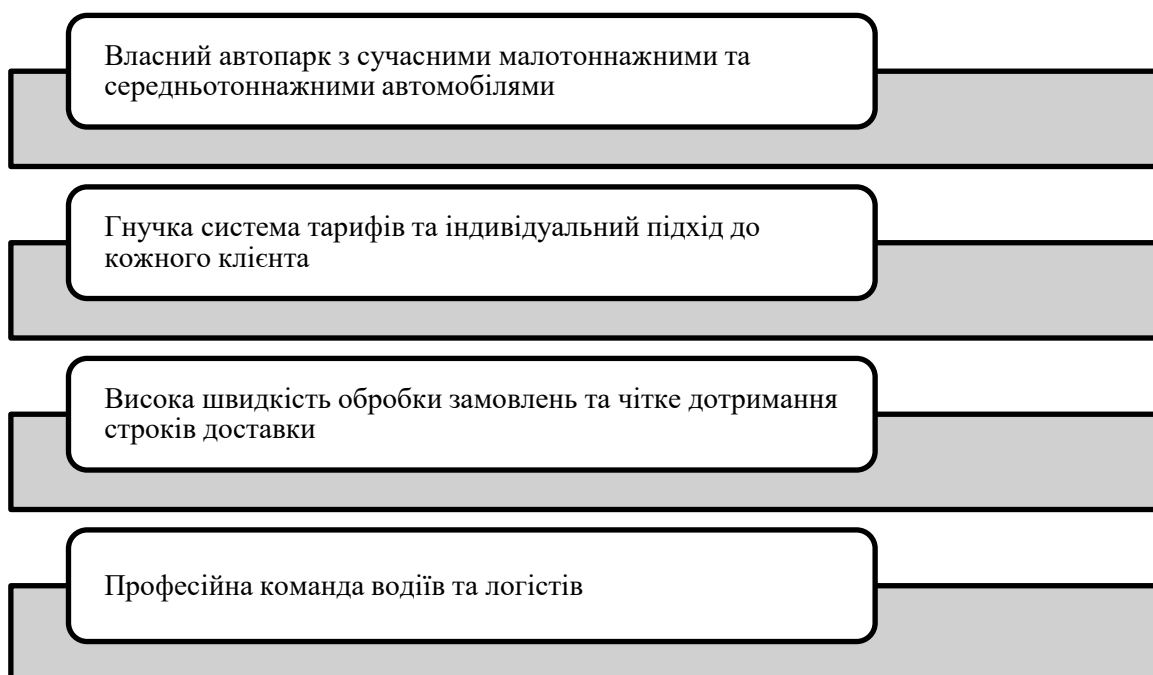 Власний автопарк з сучасними малотоннажними та
середньотоннажними автомобілями
Гнучка система тарифів та індивідуальний підхід до
кожного клієнта
Висока швидкість обробки замовлень та чітке дотримання
строків доставки
Професійна команда водіїв та логістів